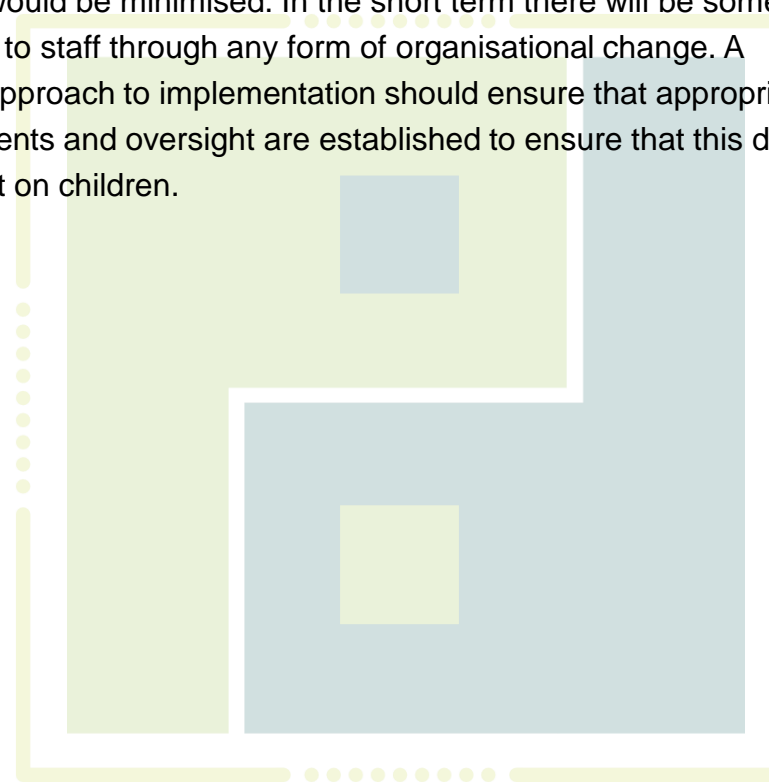 would be minimised. In the short term there will be some
to staff through any form of organisational change. A
pproach to implementation should ensure that appropri
ents and oversight are established to ensure that this d
t on children.